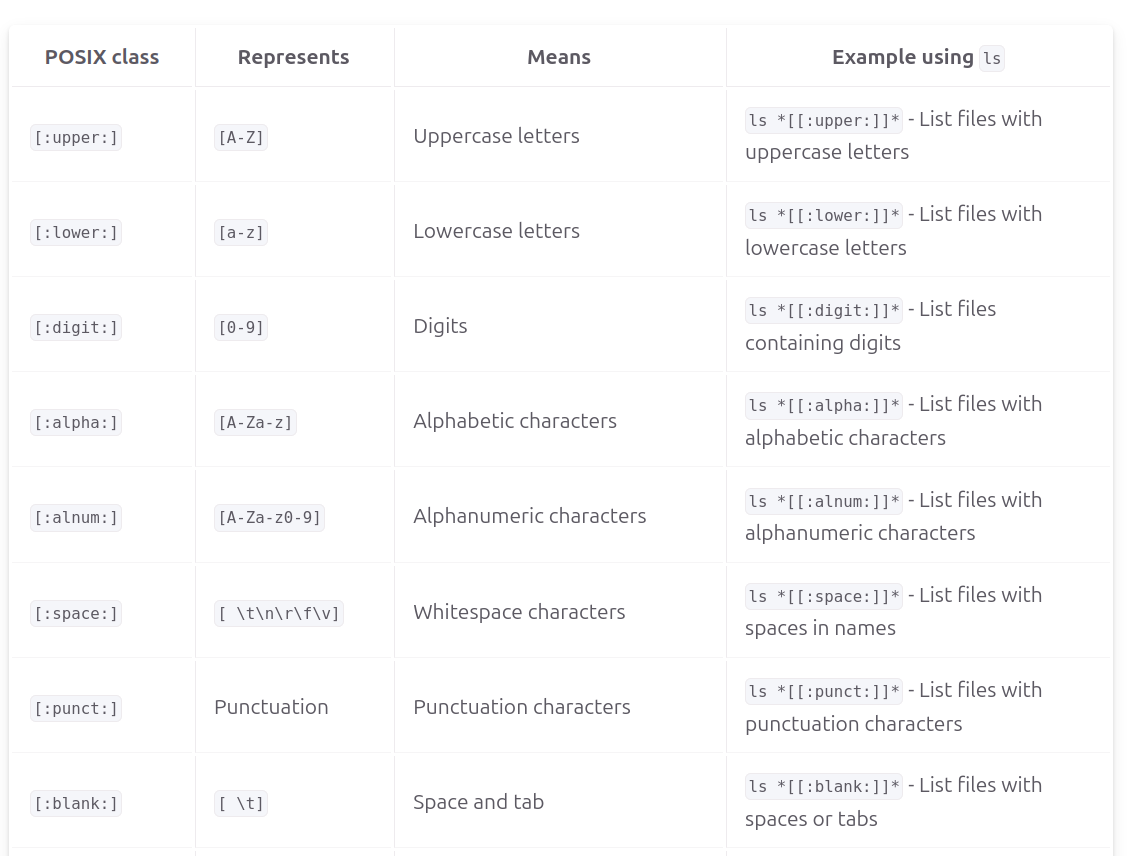 POSIX class Represents Means Example using ls
[:upper:] [A-Z] Uppercase letters ls *[[:upper:]]* - List files with
uppercase letters
[:lower:] [a-z] Lowercase letters ls *[[:lower:]]* - List files with
lowercase letters
[:digit:] [0-9] Digits ls *[[:digit:]]* - List files
containing digits
[:alpha:] [A-Za-z] Alphabetic characters ls *[[:alpha:]]* - List files with
alphabetic characters
[:alnum:] [A-Za-z0-9] Alphanumeric characters ls *[[:alnum:]]* - List files with
alphanumeric characters
[:space:] [ \t\n\r\f\v] Whitespace characters ls *[[:space:]]* - List files with
spaces in names
[:punct:] Punctuation Punctuation characters ls *[[:punct:]]* - List files with
punctuation characters
[:blank:] [ \t] Space and tab ls *[[:blank:]]* - List files with
spaces or tabs